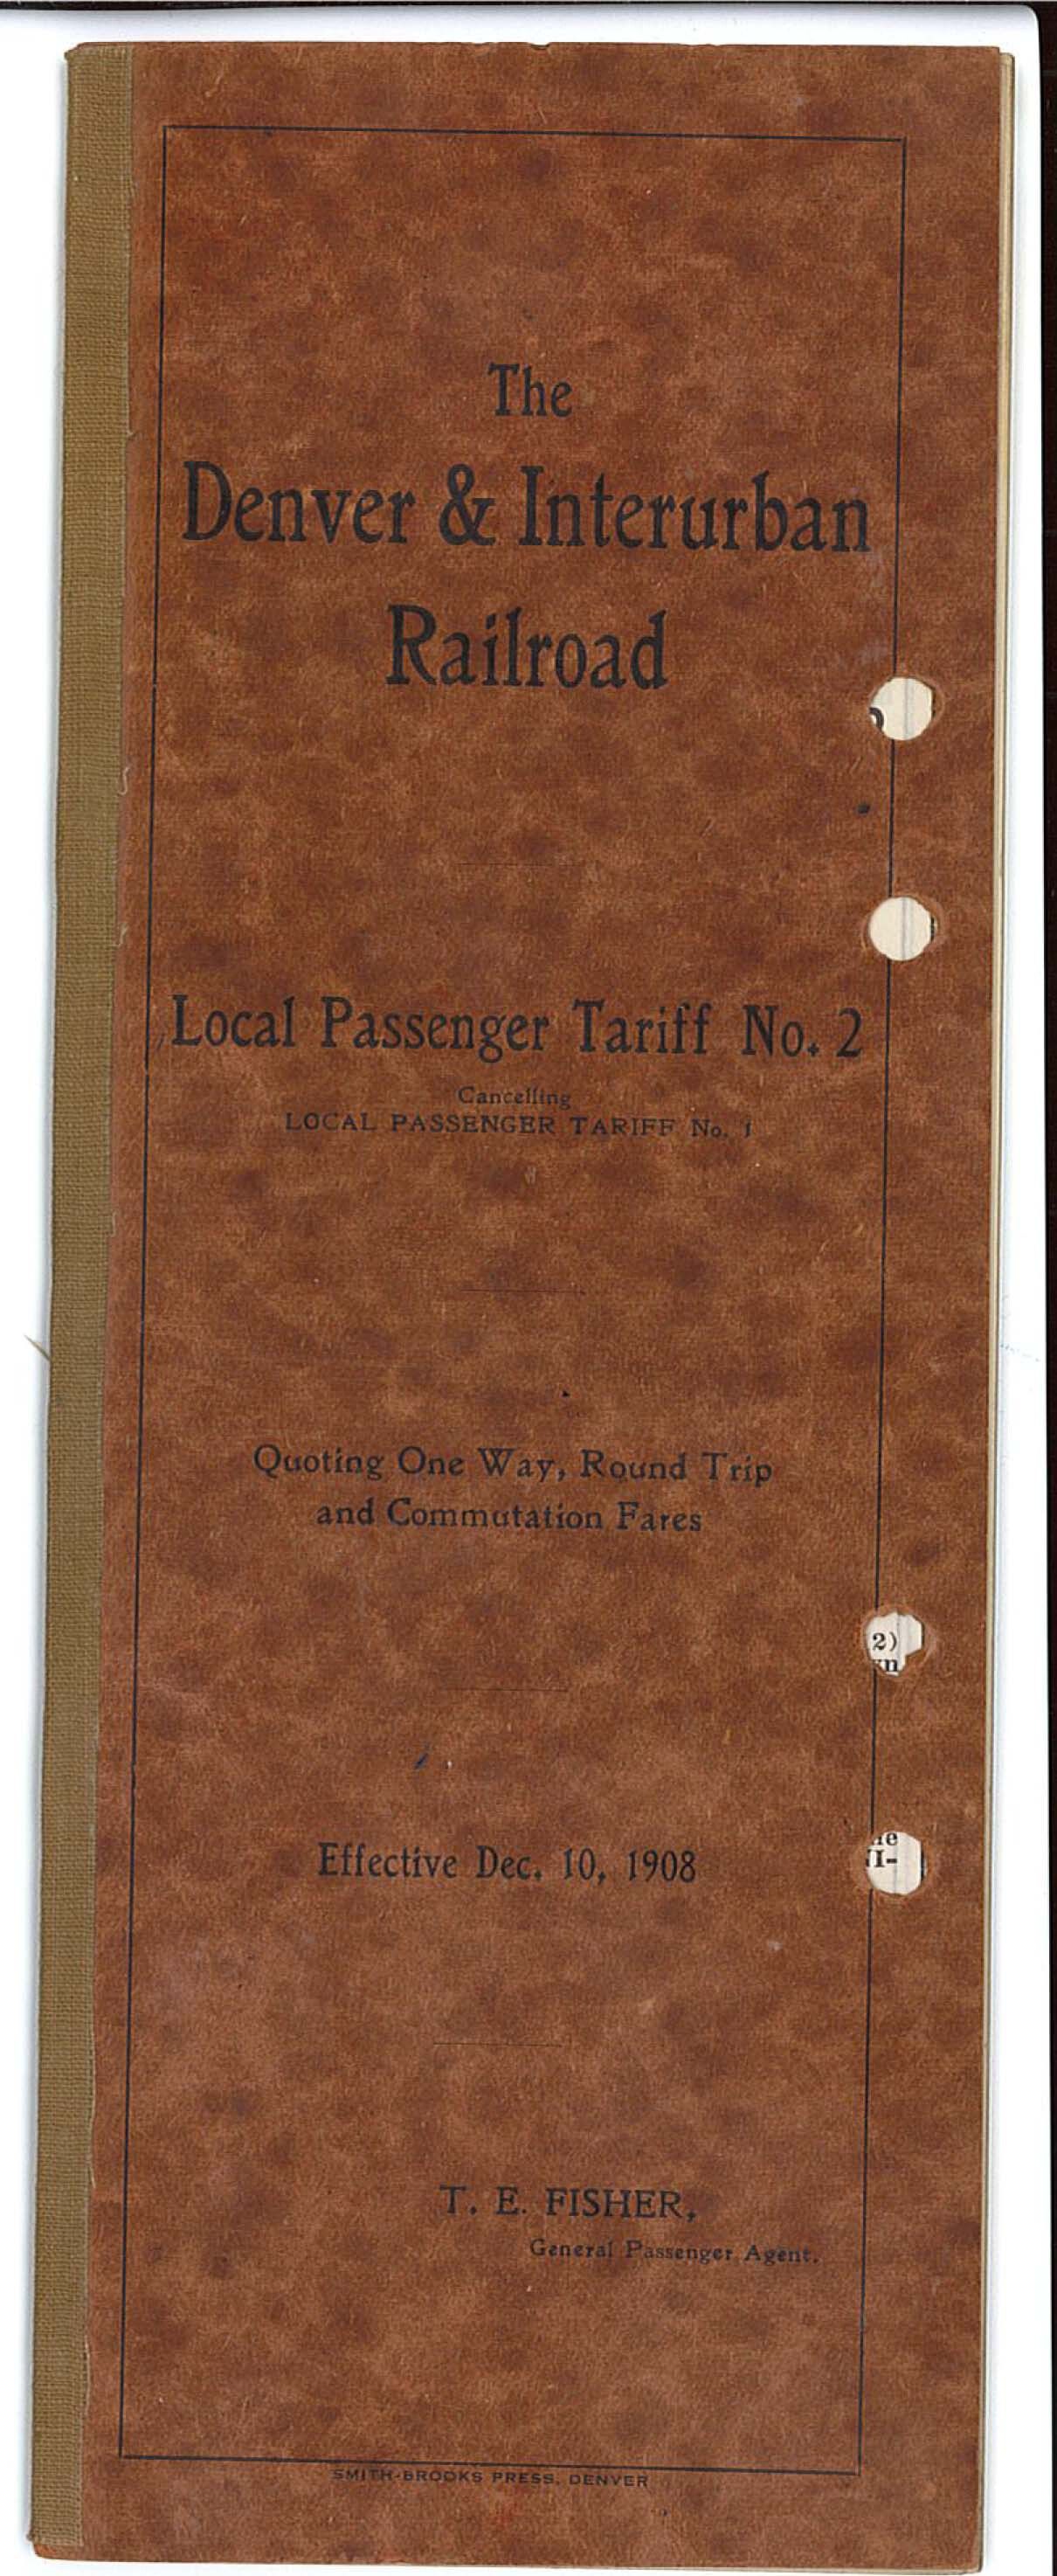 The
Denver & Interurban
Railroad
Local Passenger Tariff No. 2
Cancelling
LOCAL PASSENGER TARIFF No. 1
Quoting One Way, Round Trip
and Commutation Fares
2)
Effective Dec. 10, 1908
T. E. FISHER,
General Passenger Agent.
SMITH-BROOKS PRESS, DENVER